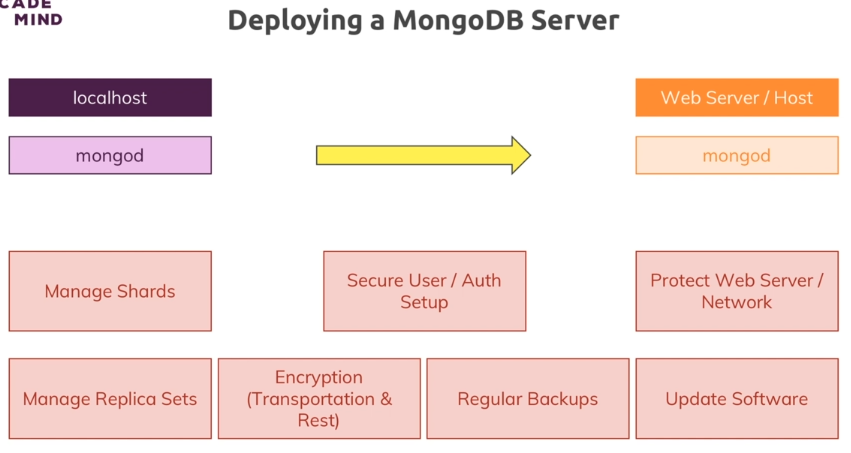 MIND
Deploying a MongoDB Server
localhost
Web Server / Host
mongod
mongod
Manage Shards
Secure User / Auth
Setup
Protect Web Server /
Network
Manage Replica Sets
Encryption
(Transportation &
Rest)
Regular Backups
Update Software